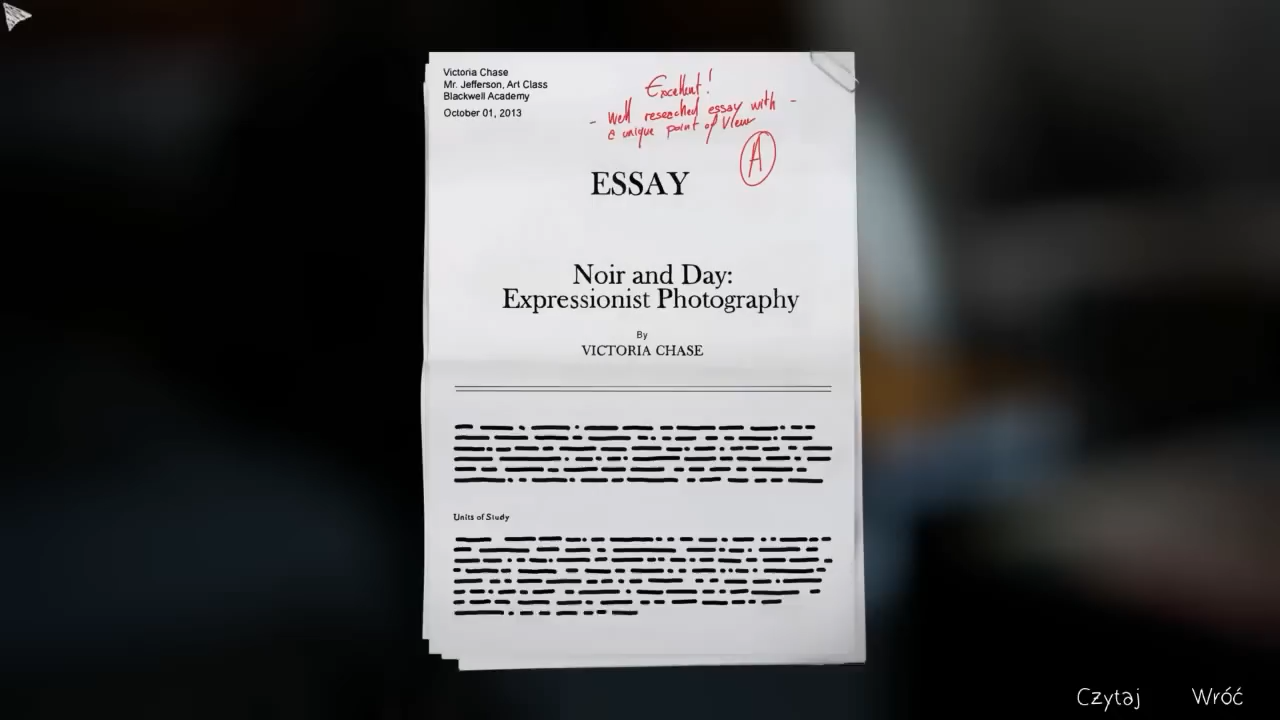 Victoria Chase
Mr. Jefferson, Art Class
Blackwell Academy
October 01, 2013
Excellent!
- Well reseached essay with -
a unique point of View
A
ESSAY
Noir and Day:
Expressionist Photography
By
VICTORIA CHASE
Units of Study
Czytaj Wróć